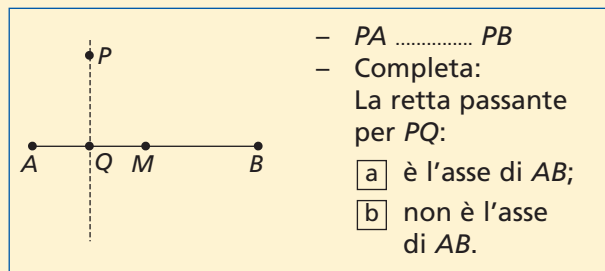 P
A Q M B
– PA ............... PB
– Completa:
La retta passante
per PQ:
a è l'asse di AB;
b non è l'asse
di AB.